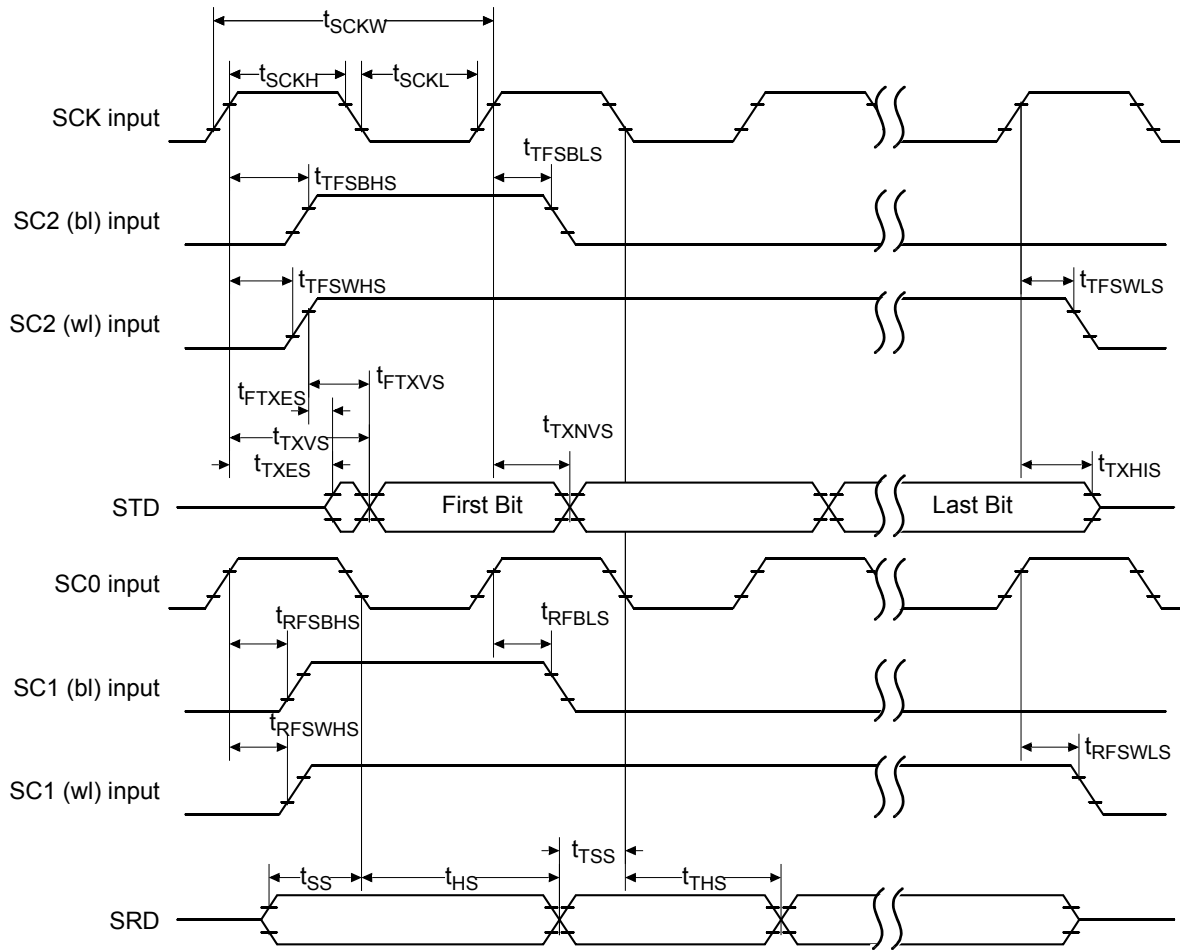 tSCKW
tSCKH tSCKL
SCK input
tTFSBLS
tTFSBHS
SC2 (bl) input
tTFSWHS tTFSWLS
SC2 (wl) input
tFTXVS
tFTXES
tTXNVS
tTXVS
tTXES tTXHIS
STD First Bit Last Bit
SC0 input
tRFSBHS tRFBLS
SC1 (bl) input
tRFSWHS tRFSWLS
SC1 (wl) input
tTSS
tSS tHS tTHS
SRD